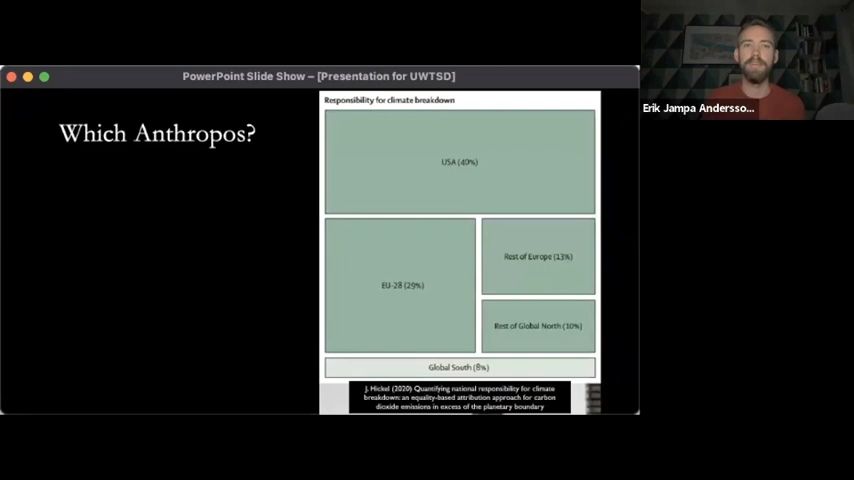 PowerPoint Slide Show – [Presentation for UWTSD]
Erik Jampa Andersso...
Which Anthropos?
Responsibility for climate breakdown
USA (40%)
EU-28 (29%)
Rest of Europe (13%)
Rest of Global North (10%)
Global South (8%)
J. Hickel (2020) Quantifying national responsibility for climate
breakdown: an equality-based attribution approach for carbon
dioxide emissions in excess of the planetary boundary